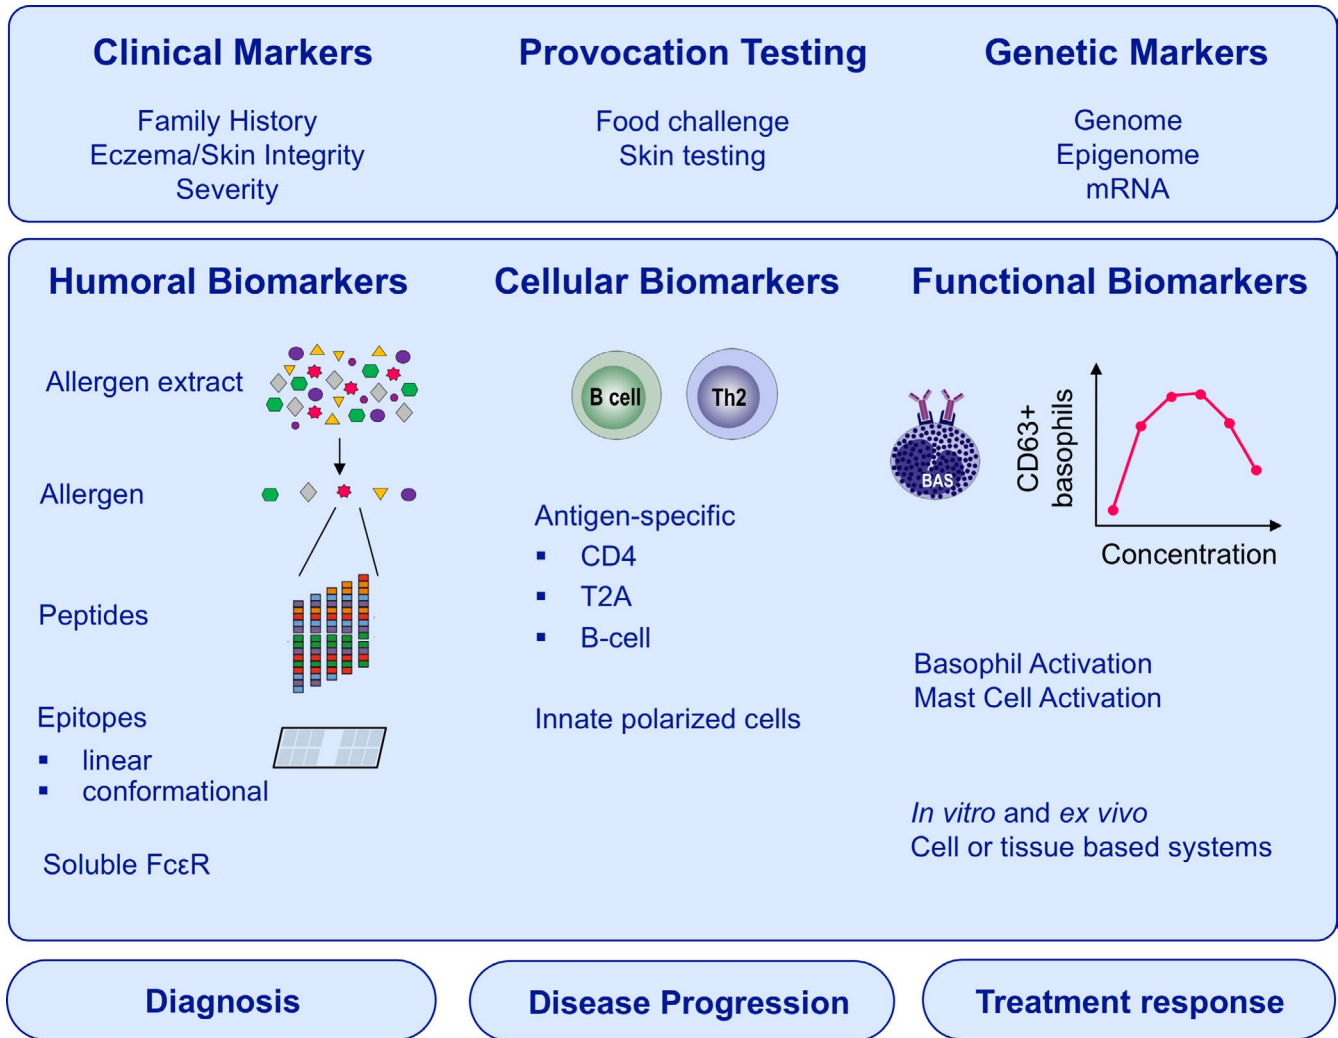 Clinical Markers
Family History
Eczema/Skin Integrity
Severity
Provocation Testing
Food challenge
Skin testing
Genetic Markers
Genome
Epigenome
mRNA
Humoral Biomarkers
Allergen extract
Allergen
Peptides
Epitopes
▪ linear
▪ conformational
Soluble FcεR
Cellular Biomarkers
B cell
Th2
Antigen-specific
▪ CD4
▪ T2A
▪ B-cell
Innate polarized cells
Functional Biomarkers
BAS
CD63+
basophils
Concentration
Basophil Activation
Mast Cell Activation
In vitro and ex vivo
Cell or tissue based systems
Diagnosis
Disease Progression
Treatment response